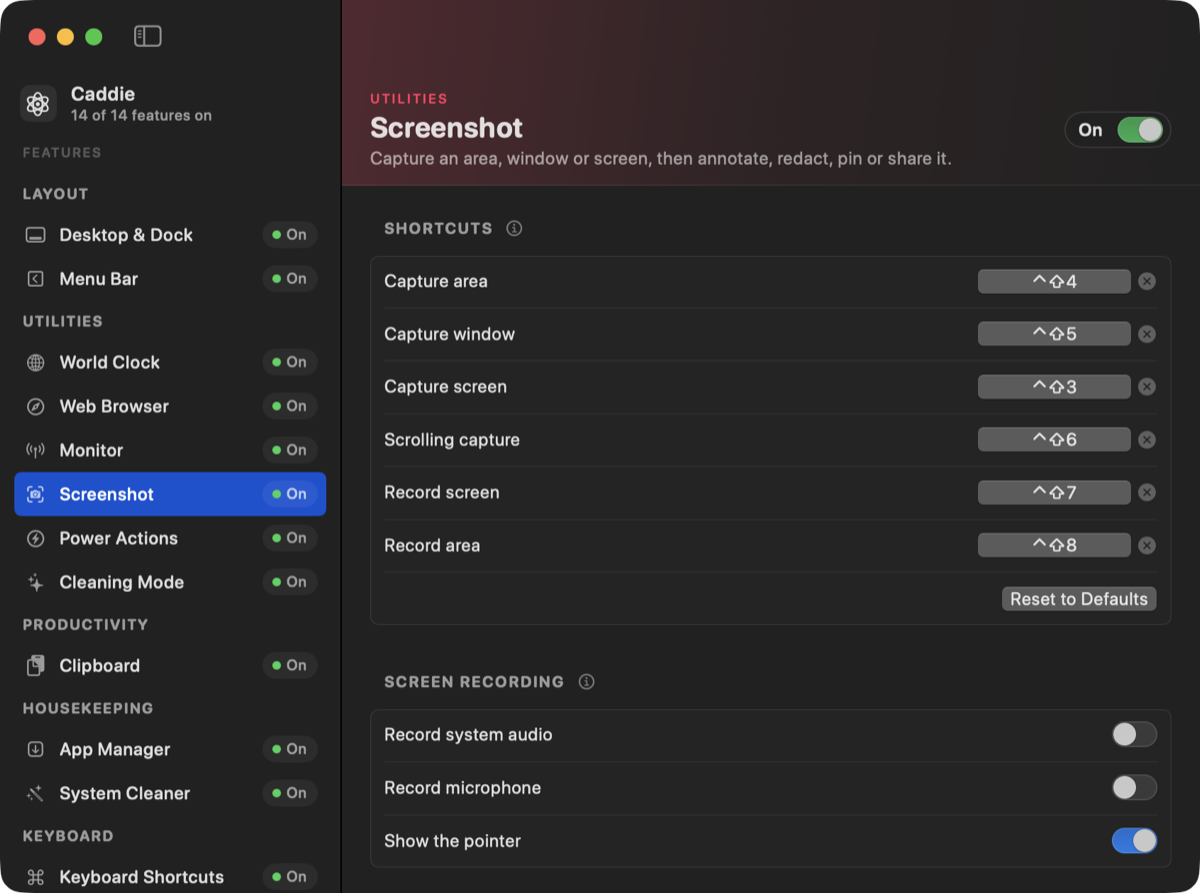 Caddie
14 of 14 features on
FEATURES
LAYOUT
Desktop & Dock On
Menu Bar On
UTILITIES
World Clock On
Web Browser On
Monitor On
Screenshot On
Power Actions On
Cleaning Mode On
PRODUCTIVITY
Clipboard On
HOUSEKEEPING
App Manager On
System Cleaner On
KEYBOARD
Keyboard Shortcuts On
UTILITIES
Screenshot
On
Capture an area, window or screen, then annotate, redact, pin or share it.
SHORTCUTS
Capture area ^⇧4
Capture window ^⇧5
Capture screen ^⇧3
Scrolling capture ^⇧6
Record screen ^⇧7
Record area ^⇧8
Reset to Defaults
SCREEN RECORDING
Record system audio
Record microphone
Show the pointer